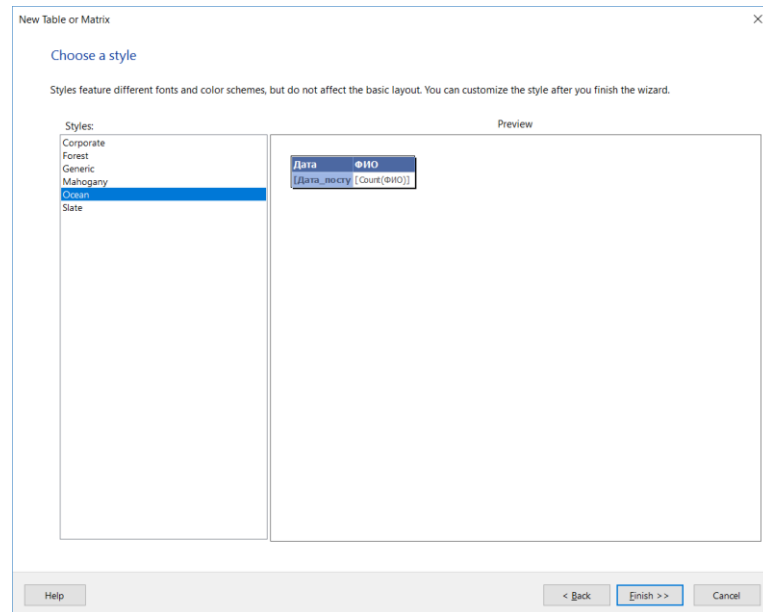 New Table or Matrix
Choose a style
Styles feature different fonts and color schemes, but do not affect the basic layout. You can customize the style after you finish the wizard.
Styles:
Preview
Corporate
Forest
Generic
Mahogany
Ocean
Slate
Дата ФИО
[Дата_посту [Count(ФИО)]
Help
< Back
Finish >>
Cancel